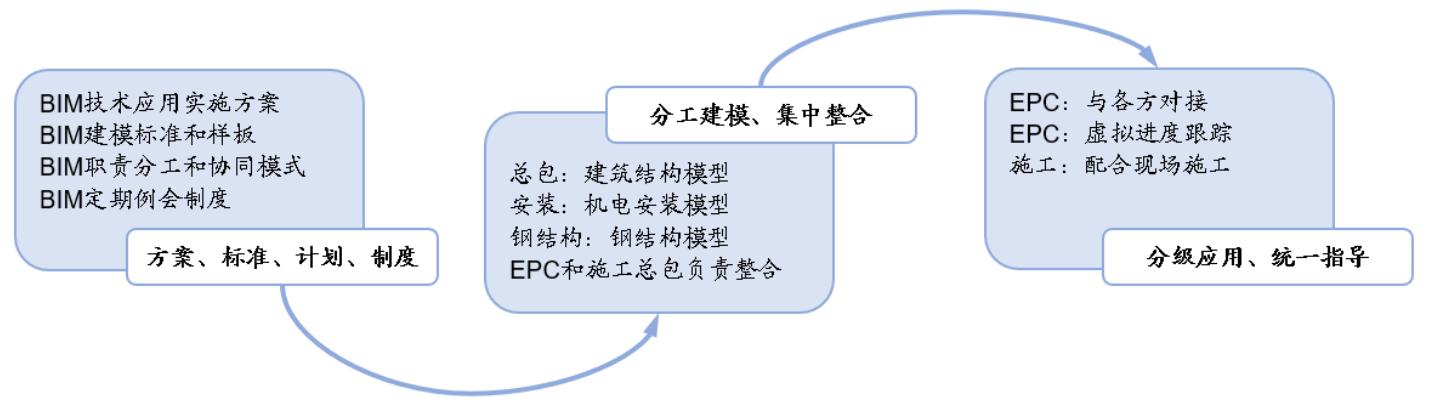 BIM技术应用实施方案
BIM建模标准和样板
BIM职责分工和协同模式
BIM定期例会制度
方案、标准、计划、制度
分工建模、集中整合
总包：建筑结构模型
安装：机电安装模型
钢结构：钢结构模型
EPC和施工总包负责整合
EPC：与各方对接
EPC：虚拟进度跟踪
施工：配合现场施工
分级应用、统一指导